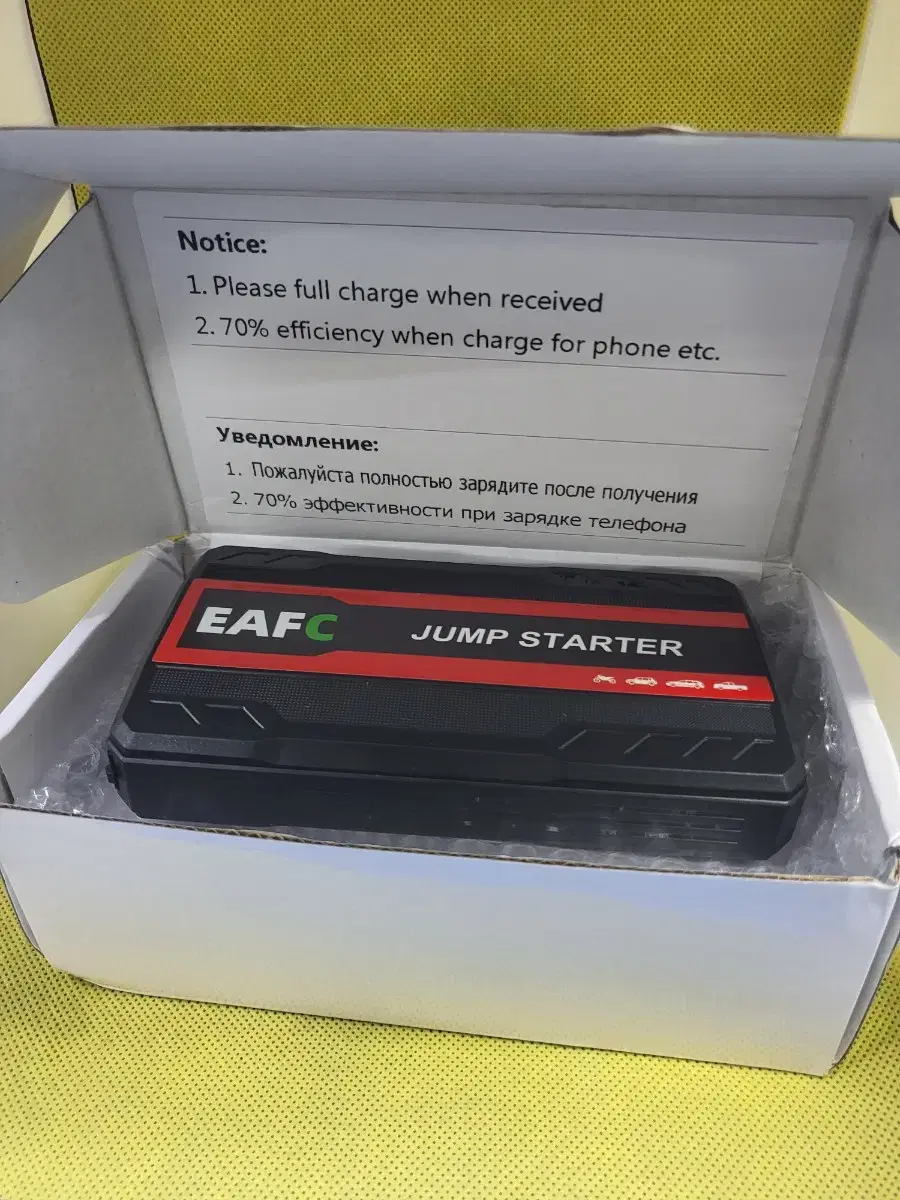 Notice:
1. Please full charge when received
2. 70% efficiency when charge for phone etc.
Уведомление:
1. Пожалуйста полностью зарядите после получения
2. 70% эффективности при зарядке телефона
EAFC JUMP STARTER